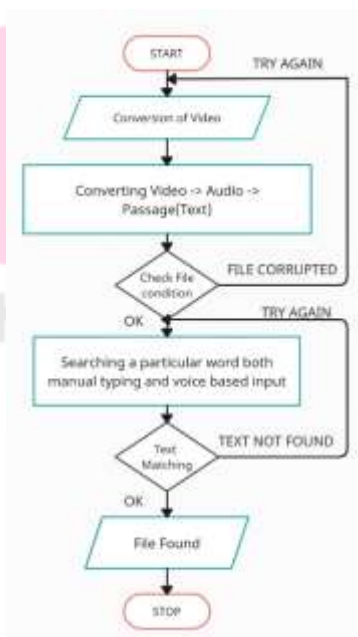 START
TRY AGAIN
Conversion of Video
Converting Video -> Audio ->
Passage(Text)
Check File
condition
FILE CORRUPTED
OK
TRY AGAIN
Searching a particular word both
manual typing and voice based input
Text
Matching
TEXT NOT FOUND
OK
File Found
STOP